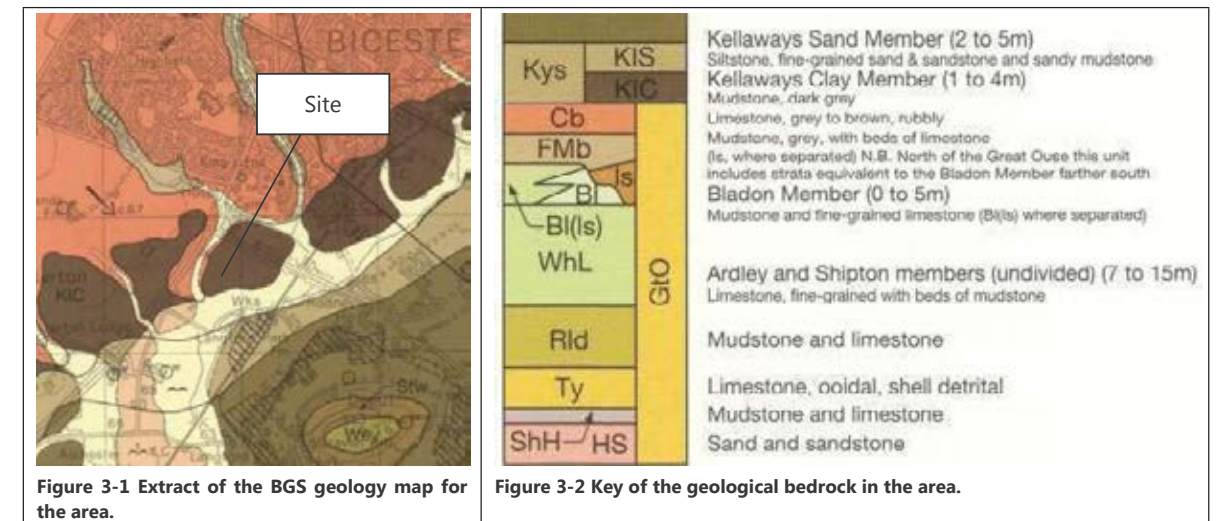 BICESTE
Site
KIC
Wks
Stw
We
Figure 3-1 Extract of the BGS geology map for
the area.
Kys
KIS
KIC
Cb
FMb
ls
Bl
Bl(ls)
WhL
Rld
Ty
ShH
HS
GtO
Kellaways Sand Member (2 to 5m)
Siltstone, fine-grained sand & sandstone and sandy mudstone
Kellaways Clay Member (1 to 4m)
Mudstone, dark grey
Limestone, grey to brown, rubbly
Mudstone, grey, with beds of limestone
(ls, where separated) N.B. North of the Great Ouse this unit
includes strata equivalent to the Bladon Member farther south
Bladon Member (0 to 5m)
Mudstone and fine-grained limestone (Bl(ls) where separated)
Ardley and Shipton members (undivided) (7 to 15m)
Limestone, fine-grained with beds of mudstone
Mudstone and limestone
Limestone, ooidal, shell detrital
Mudstone and limestone
Sand and sandstone
Figure 3-2 Key of the geological bedrock in the area.